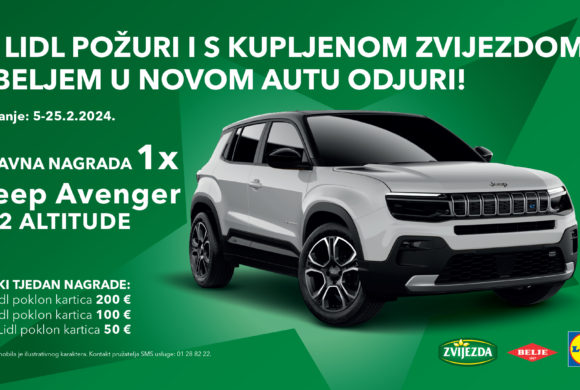 LIDL POŽURI I S KUPLJENOM ZVIJEZDOM
BELJEM U NOVOM AUTU ODJURI!
anje: 5-25.2.2024.
AVNA NAGRADA 1x
eep Avenger
2 ALTITUDE
KI TJEDAN NAGRADE:
dl poklon kartica 200 €
dl poklon kartica 100 €
Lidl poklon kartica 50 €
mobila je ilustrativnog karaktera. Kontakt pružatelja SMS usluge: 01 28 82 22.
Jeep
ZVIJEZDA
BELJE